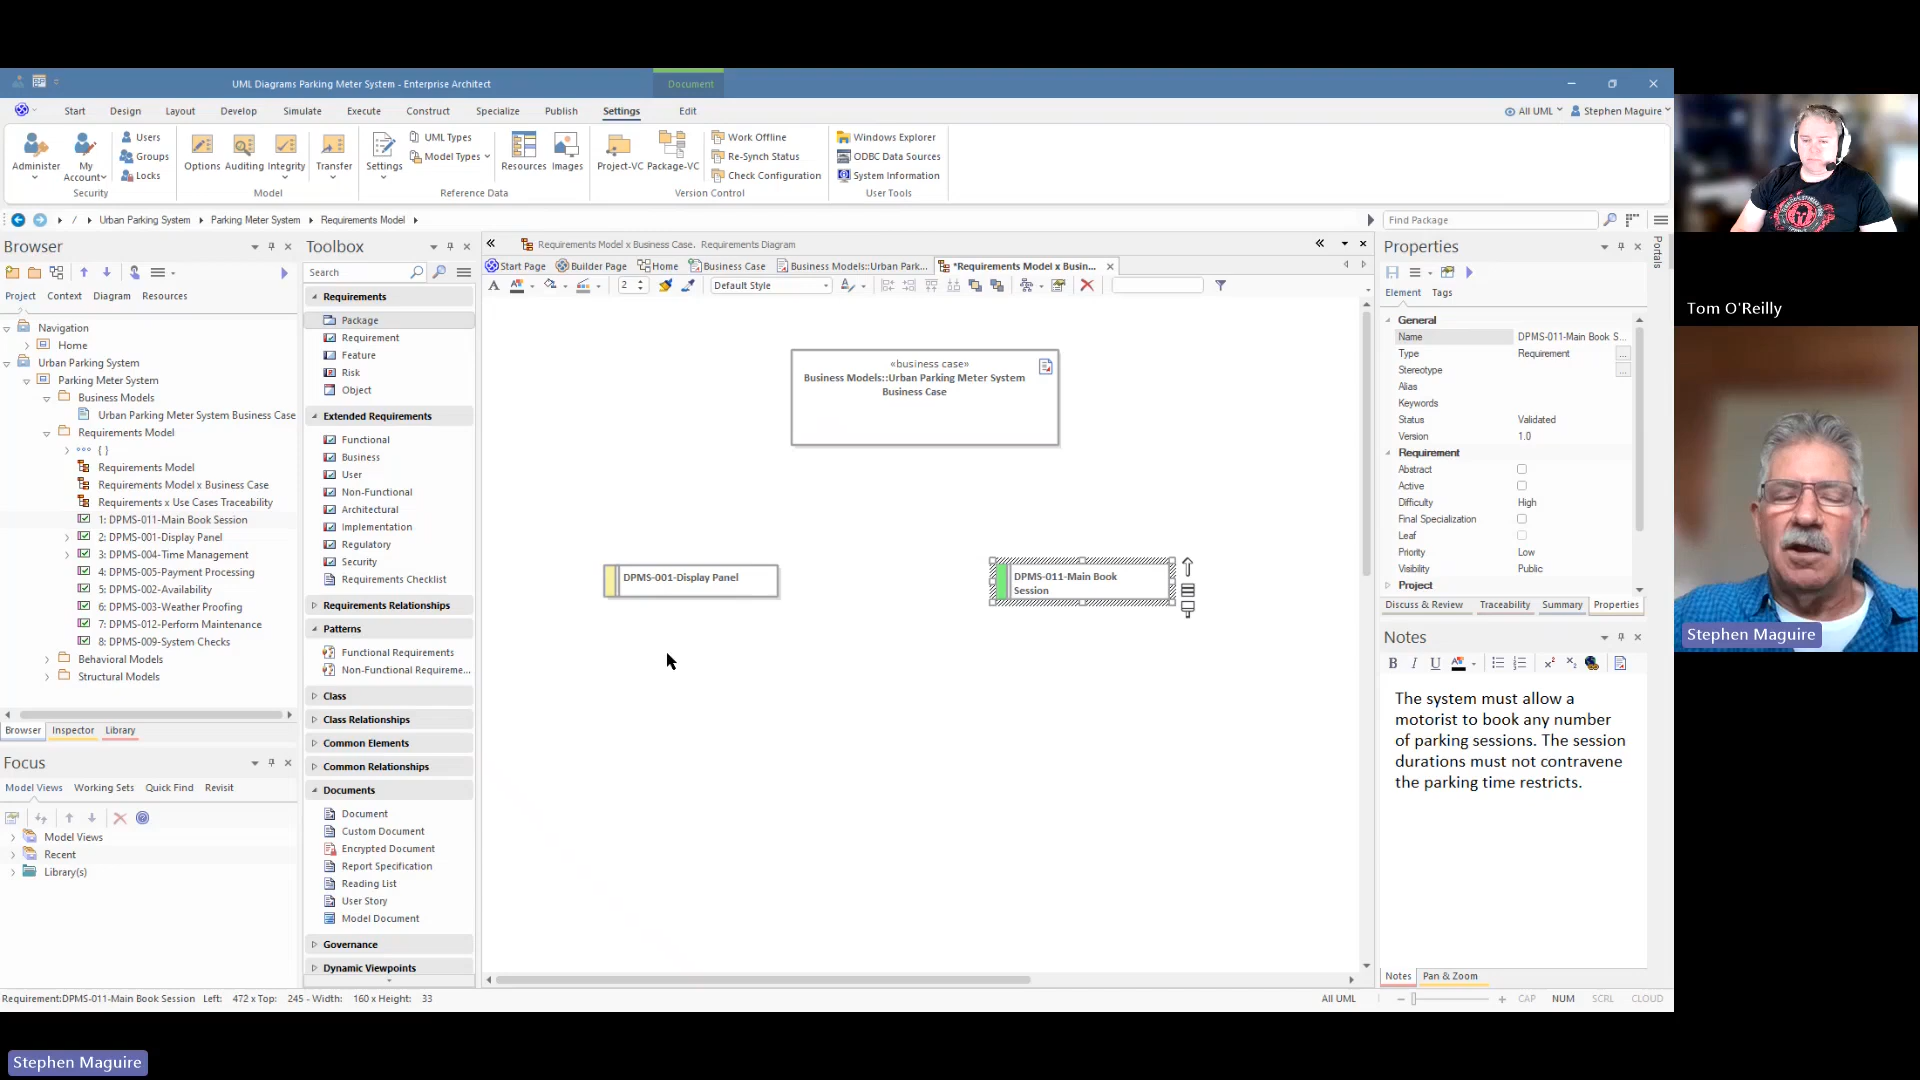 UML Diagrams Parking Meter System - Enterprise Architect
Document
Start Design Layout Develop Simulate Execute Construct Specialize Publish Settings Edit
All UML Stephen Maguire
Administer
My Account
Users
Groups
Locks
Security
Options Auditing Integrity Transfer
Model
Settings
UML Types
Model Types
Resources Images
Reference Data
Project-VC Package-VC
Work Offline
Re-Synch Status
Check Configuration
Version Control
Windows Explorer
ODBC Data Sources
System Information
User Tools
/ Urban Parking System Parking Meter System Requirements Model
Find Package
Browser
Project Context Diagram Resources
Navigation
Home
Urban Parking System
Parking Meter System
Business Models
Urban Parking Meter System Business Case
Requirements Model
{ }
Requirements Model
Requirements Model x Business Case
Requirements x Use Cases Traceability
1: DPMS-011-Main Book Session
2: DPMS-001-Display Panel
3: DPMS-004-Time Management
4: DPMS-005-Payment Processing
5: DPMS-002-Availability
6: DPMS-003-Weather Proofing
7: DPMS-012-Perform Maintenance
8: DPMS-009-System Checks
Behavioral Models
Structural Models
Browser Inspector Library
Focus
Model Views Working Sets Quick Find Revisit
Model Views
Recent
Library(s)
Toolbox
Search
Requirements
Package
Requirement
Feature
Risk
Object
Extended Requirements
Functional
Business
User
Non-Functional
Architectural
Implementation
Regulatory
Security
Requirements Checklist
Requirements Relationships
Patterns
Functional Requirements
Non-Functional Requireme...
Class
Class Relationships
Common Elements
Common Relationships
Documents
Document
Custom Document
Encrypted Document
Report Specification
Reading List
User Story
Model Document
Governance
Dynamic Viewpoints
Requirements Model x Business Case. Requirements Diagram
Start Page Builder Page Home Business Case Business Models::Urban Park... *Requirements Model x Busin...
2
Default Style
«business case»
Business Models::Urban Parking Meter System
Business Case
DPMS-001-Display Panel
DPMS-011-Main Book
Session
Properties
Element Tags
General
Name DPMS-011-Main Book S...
Type Requirement
Stereotype
Alias
Keywords
Status Validated
Version 1.0
Requirement
Abstract
Active
Difficulty High
Final Specialization
Leaf
Priority Low
Visibility Public
Project
Discuss & Review Traceability Summary Properties
Portals
Notes
B I U
The system must allow a
motorist to book any number
of parking sessions. The session
durations must not contravene
the parking time restricts.
Notes Pan & Zoom
Requirement:DPMS-011-Main Book Session Left: 472 x Top: 245 - Width: 160 x Height: 33
All UML CAP NUM SCRL CLOUD
Tom O'Reilly
Stephen Maguire
Stephen Maguire